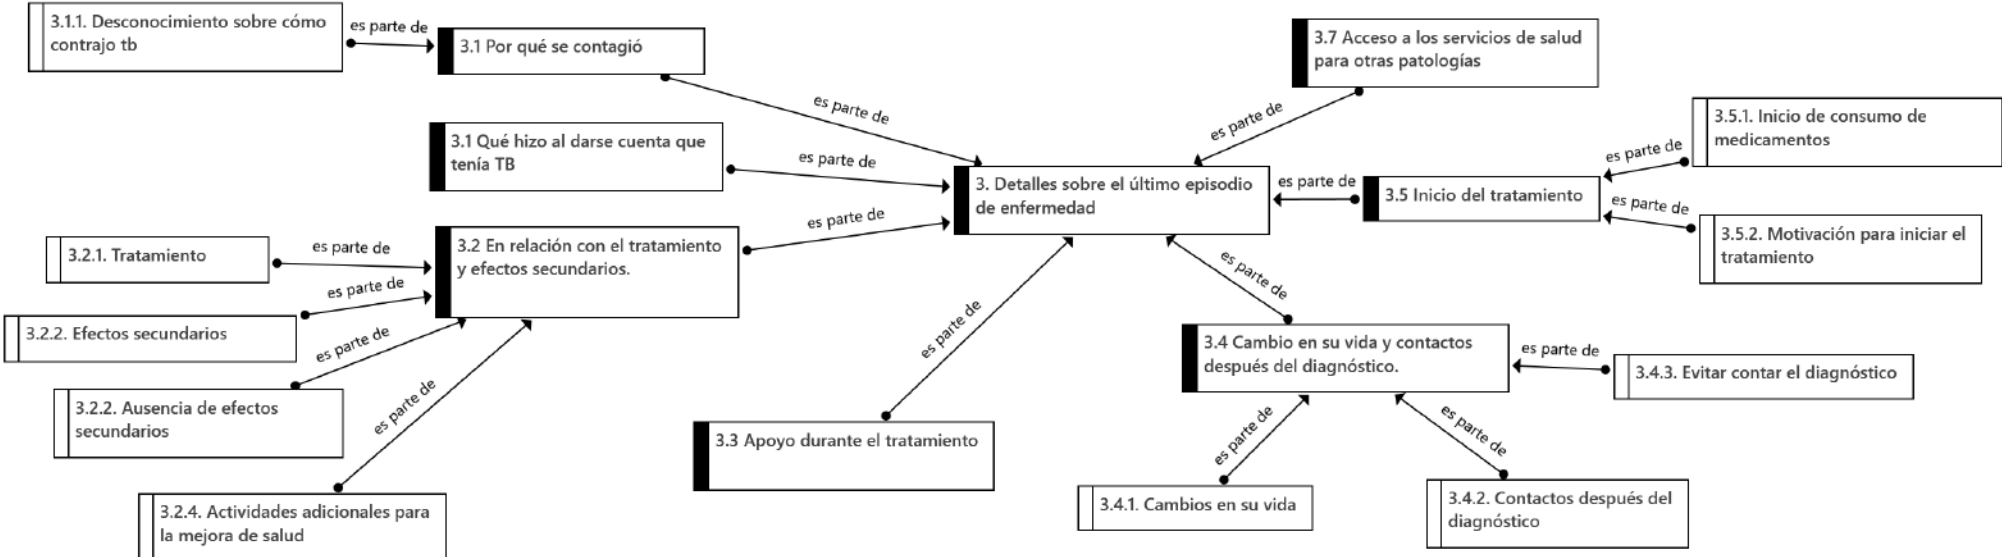 3.1.1. Desconocimiento sobre cómo
contrajo tb
es parte de
3.1 Por qué se contagió
es parte de
3.7 Acceso a los servicios de salud
para otras patologías
es parte de
3.5.1. Inicio de consumo de
medicamentos
es parte de
3.1 Qué hizo al darse cuenta que
tenía TB
es parte de
3. Detalles sobre el último episodio
de enfermedad
es parte de
3.5 Inicio del tratamiento
es parte de
3.5.2. Motivación para iniciar el
tratamiento
3.2.1. Tratamiento
es parte de
3.2 En relación con el tratamiento
y efectos secundarios.
es parte de
es parte de
3.2.2. Efectos secundarios
es parte de
3.2.2. Ausencia de efectos
secundarios
es parte de
3.2.4. Actividades adicionales para
la mejora de salud
es parte de
3.3 Apoyo durante el tratamiento
es parte de
3.4 Cambio en su vida y contactos
después del diagnóstico.
es parte de
3.4.3. Evitar contar el diagnóstico
es parte de
3.4.1. Cambios en su vida
es parte de
3.4.2. Contactos después del
diagnóstico